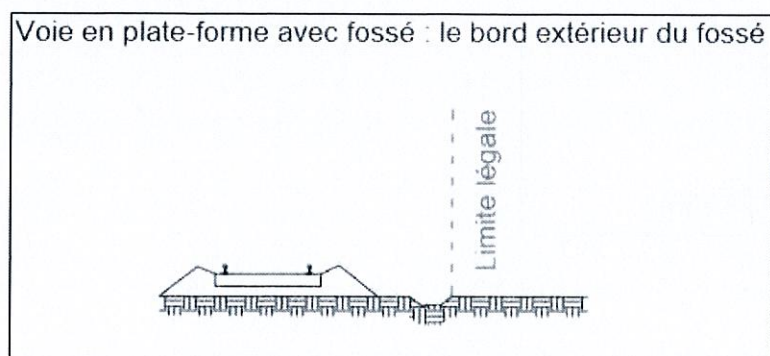 Voie en plate-forme avec fossé : le bord extérieur du fossé
Limite légale